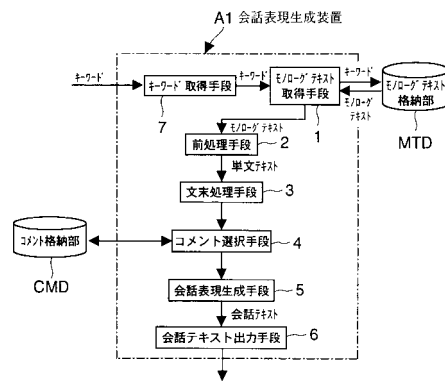 A1 会話表現生成装置
キーワード
キーワード取得手段
7
キーワード
モノローグテキスト
取得手段
1
キーワード
モノローグ
テキスト
モノローグテキスト
格納部
MTD
モノローグテキスト
前処理手段
2
単文テキスト
文末処理手段
3
コメント格納部
CMD
コメント選択手段
4
会話表現生成手段
5
会話テキスト
会話テキスト出力手段
6